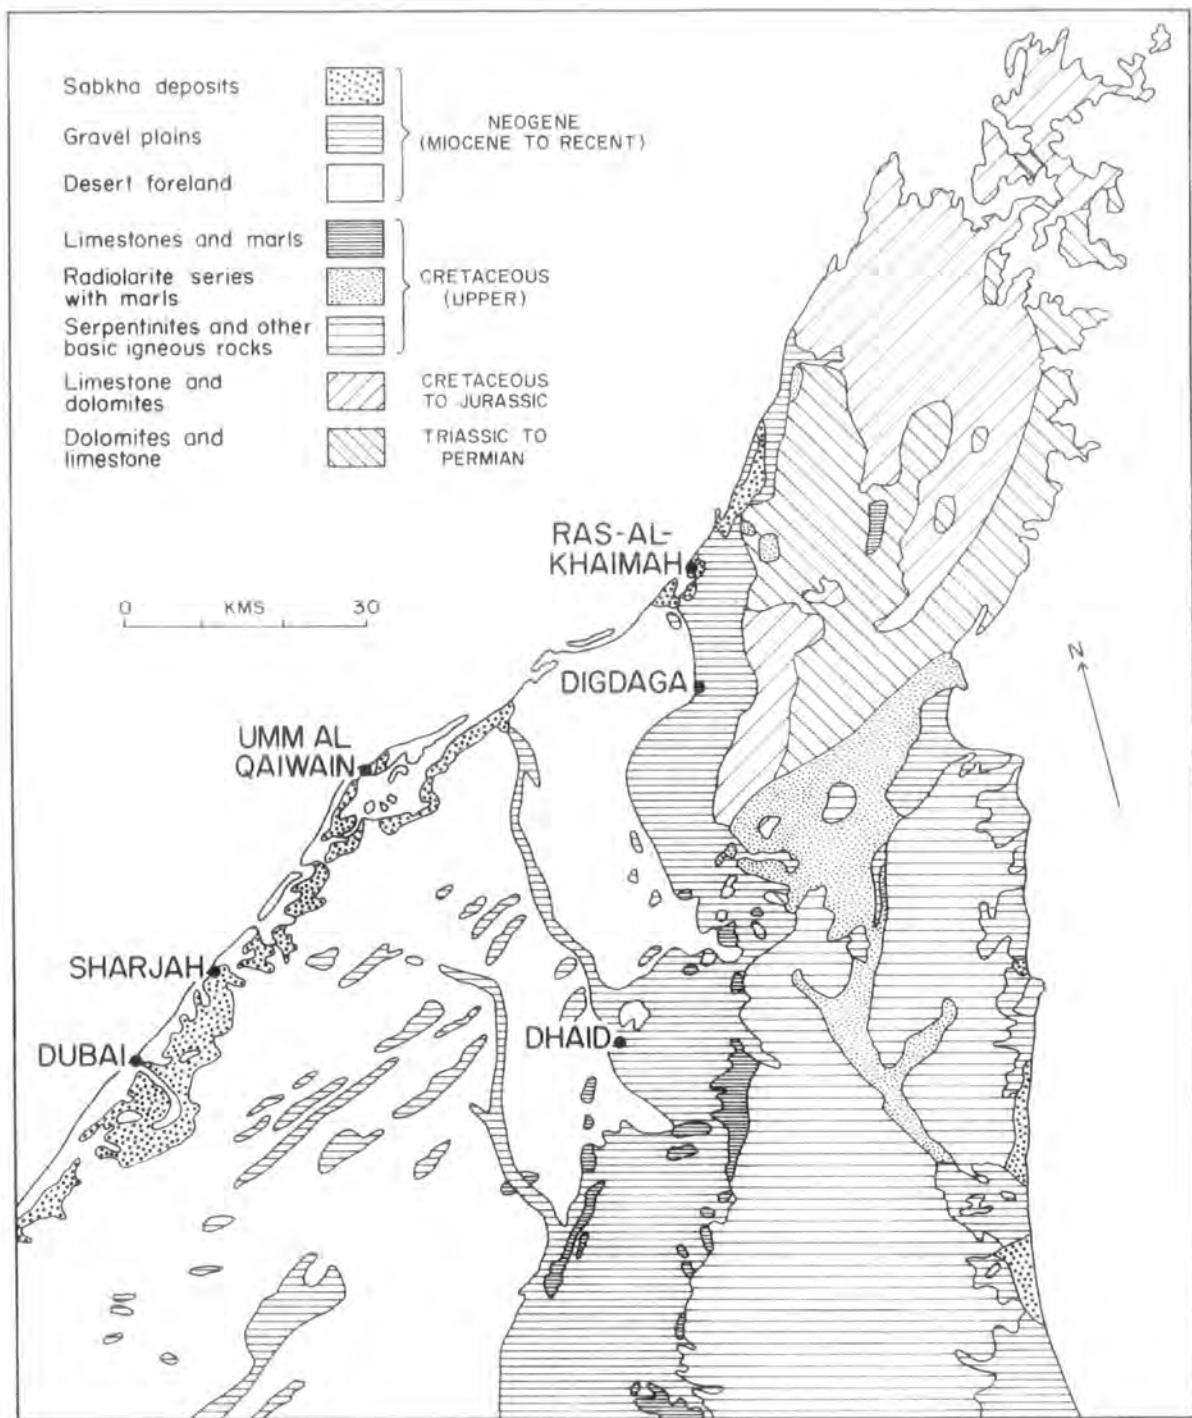 Sabkha deposits
Gravel plains
Desert foreland
NEOGENE
(MIOCENE TO RECENT)
Limestones and marls
Radiolarite series
with marls
Serpentinites and other
basic igneous rocks
CRETACEOUS
(UPPER)
Limestone and
dolomites
CRETACEOUS
TO JURASSIC
Dolomites and
limestone
TRIASSIC TO
PERMIAN
RAS-AL-
KHAIMAH
0 KMS 30
N
DIGDAGA
UMM AL
QAIWAIN
SHARJAH
DHAID
DUBAI